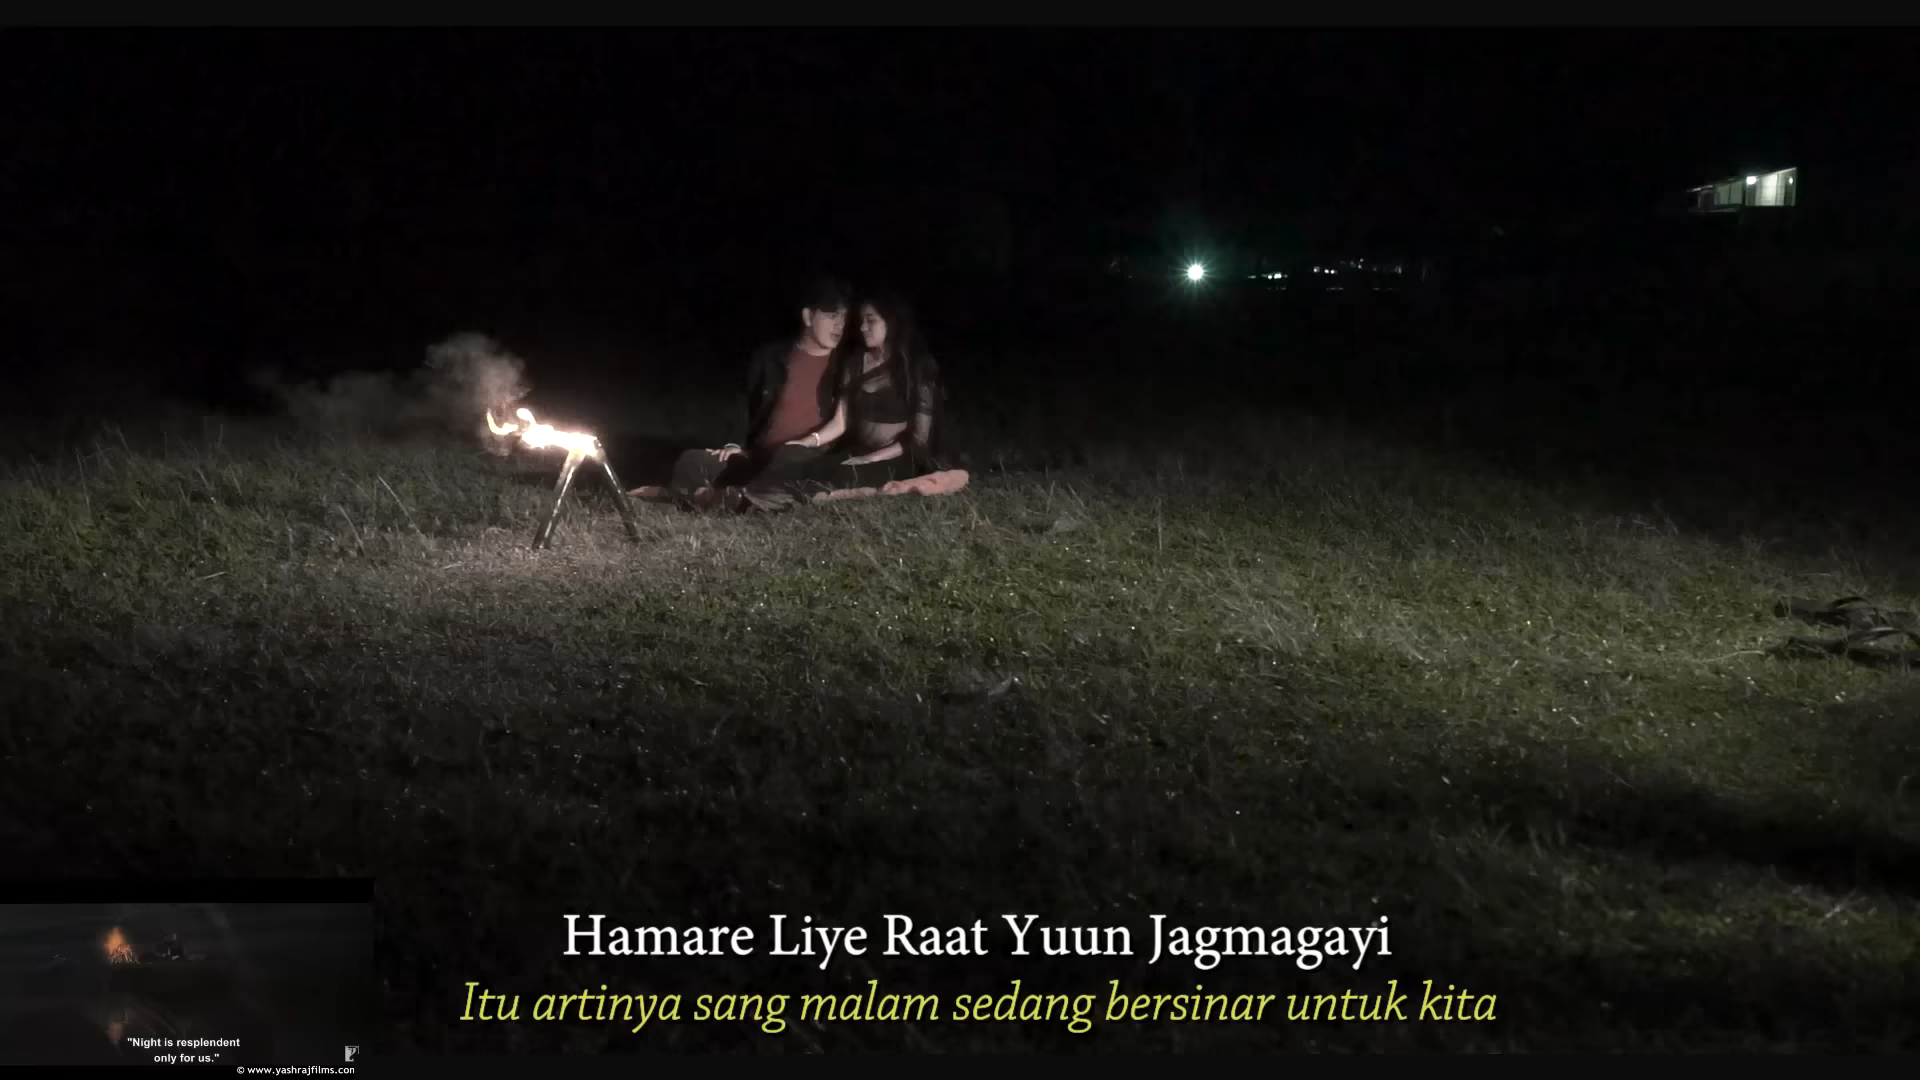 Hamare Liye Raat Yuun Jagmagayi
Itu artinya sang malam sedang bersinar untuk kita
"Night is resplendent
only for us."
© www.yashrajfilms.com